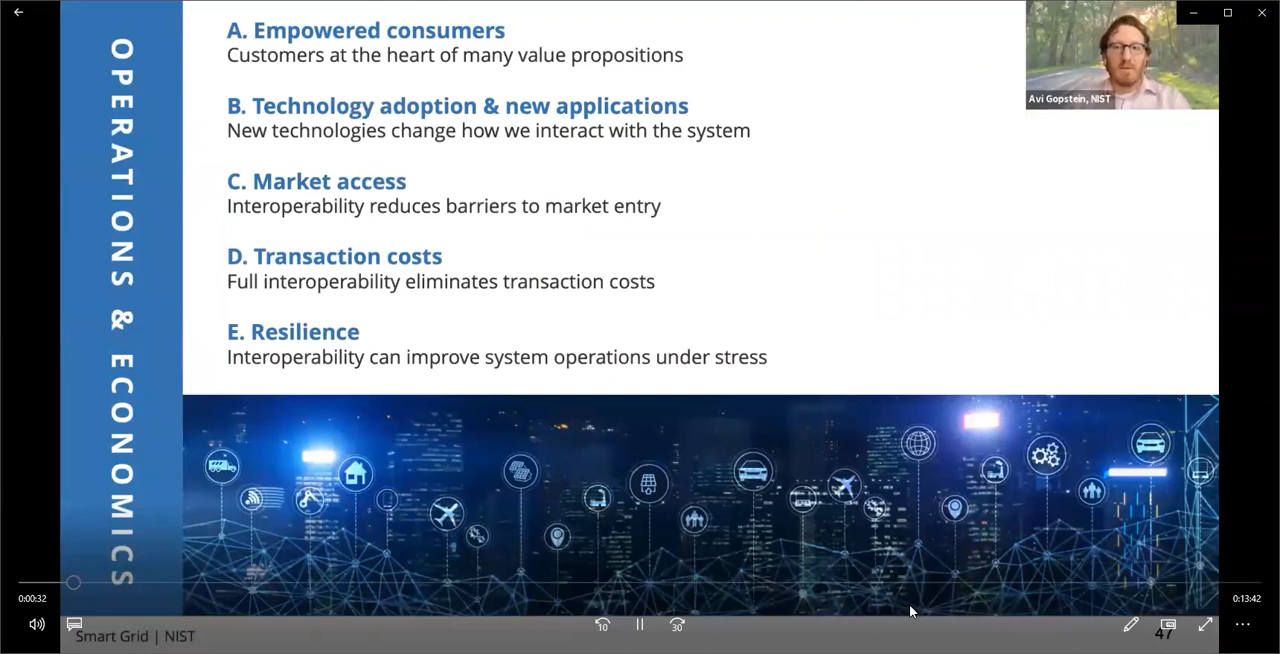 OPERATIONS & ECONOMICS
A. Empowered consumers
Customers at the heart of many value propositions
B. Technology adoption & new applications
New technologies change how we interact with the system
C. Market access
Interoperability reduces barriers to market entry
D. Transaction costs
Full interoperability eliminates transaction costs
E. Resilience
Interoperability can improve system operations under stress
Avi Gopstein, NIST
0:00:32
0:13:42
10
30
Smart Grid | NIST
47